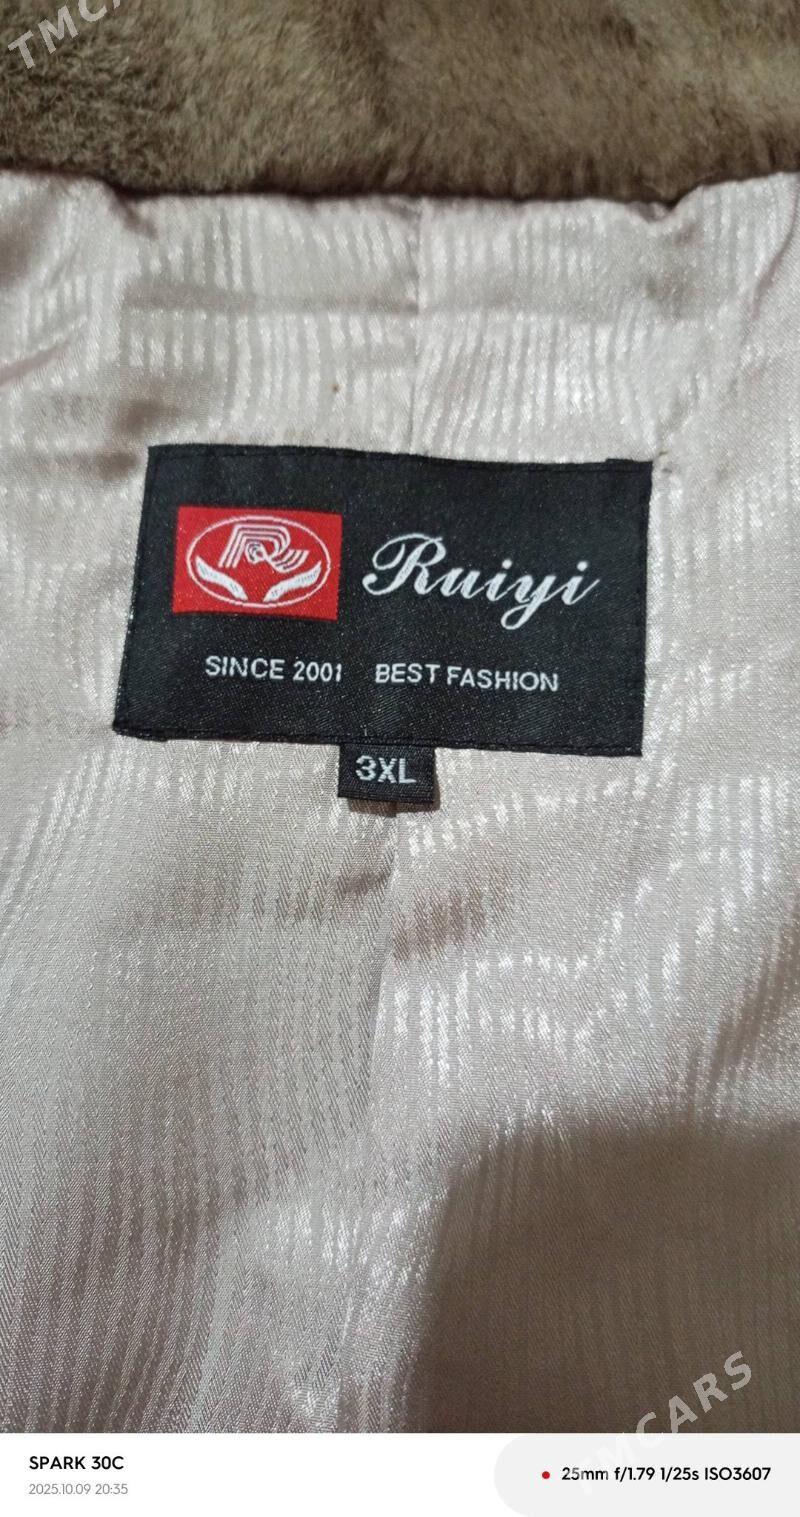 TMCA
Ruiyi
SINCE 2001 BEST FASHION
3XL
TMCARS
SPARK 30C
2025.10.09 20:35
25mm f/1.79 1/25s ISO3607